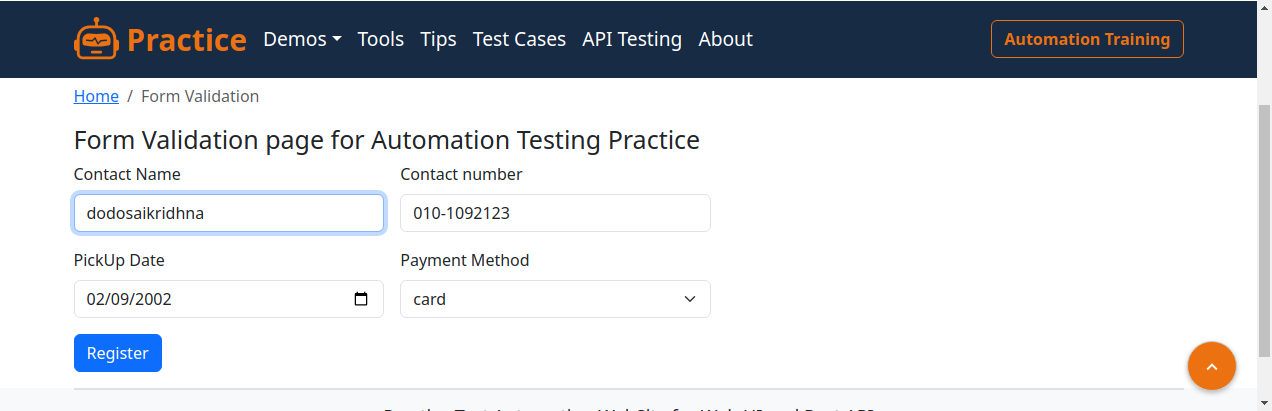 Practice Demos Tools Tips Test Cases API Testing About Automation Training
Home / Form Validation
Form Validation page for Automation Testing Practice
Contact Name Contact number
dodosaikridhna 010-1092123
PickUp Date Payment Method
02/09/2002 card
Register